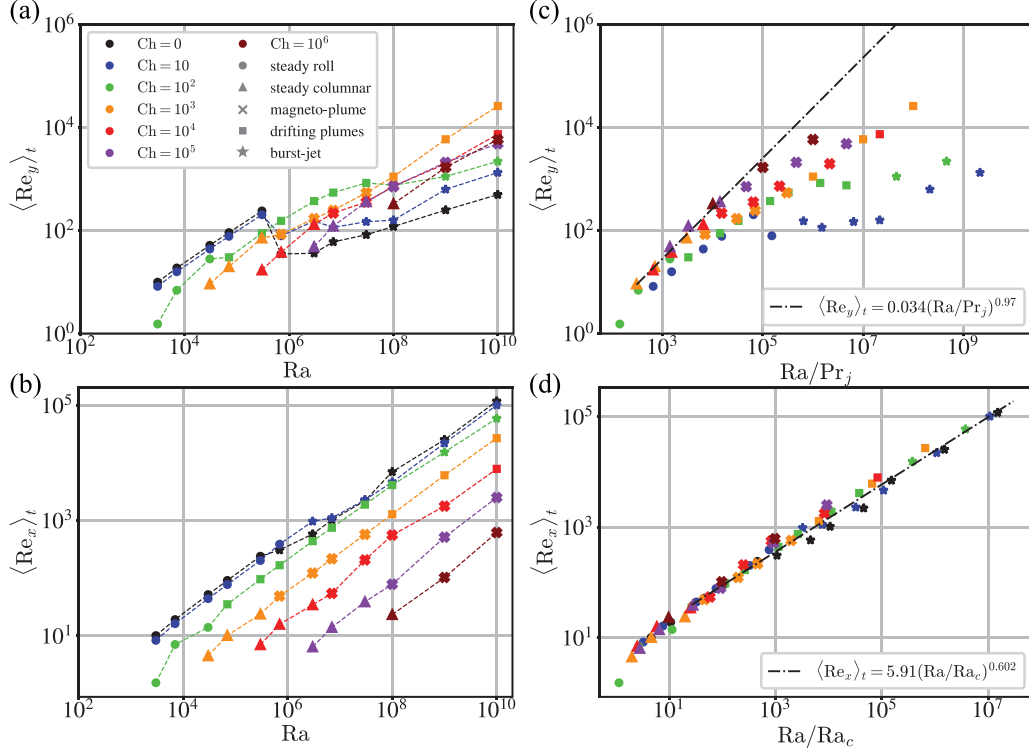 (a)
10^6
10^4
10^2
10^0
⟨Re_y⟩_t
Ch = 0
Ch = 10
Ch = 10^2
Ch = 10^3
Ch = 10^4
Ch = 10^5
Ch = 10^6
steady roll
steady columnar
magneto-plume
drifting plumes
burst-jet
10^2
10^4
10^6
10^8
10^10
Ra
(c)
10^6
10^4
10^2
10^0
⟨Re_y⟩_t
⟨Re_y⟩_t = 0.034(Ra/Pr_j)^0.97
10^3
10^5
10^7
10^9
Ra/Pr_j
(b)
10^5
10^3
10^1
⟨Re_x⟩_t
10^2
10^4
10^6
10^8
10^10
Ra
(d)
10^5
10^3
10^1
⟨Re_x⟩_t
⟨Re_x⟩_t = 5.91(Ra/Ra_c)^0.602
10^1
10^3
10^5
10^7
Ra/Ra_c